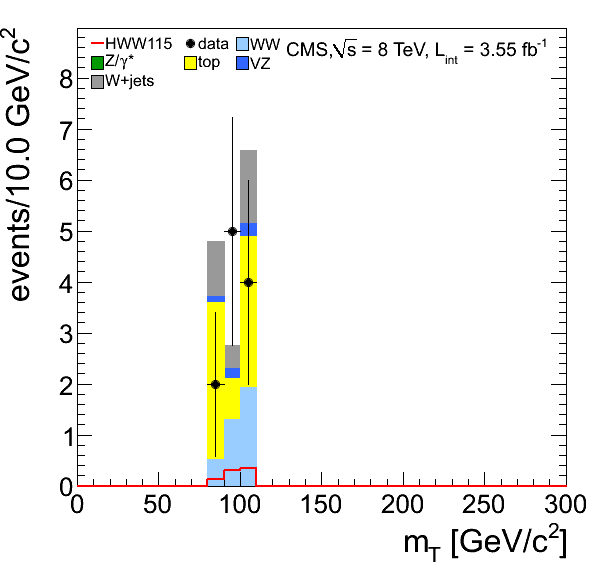 HWW115 data WW CMS,√s = 8 TeV, L_int = 3.55 fb^-1
Z/γ* top VZ
W+jets
events/10.0 GeV/c²
8
7
6
5
4
3
2
1
0
0 50 100 150 200 250 300
m_T [GeV/c²]